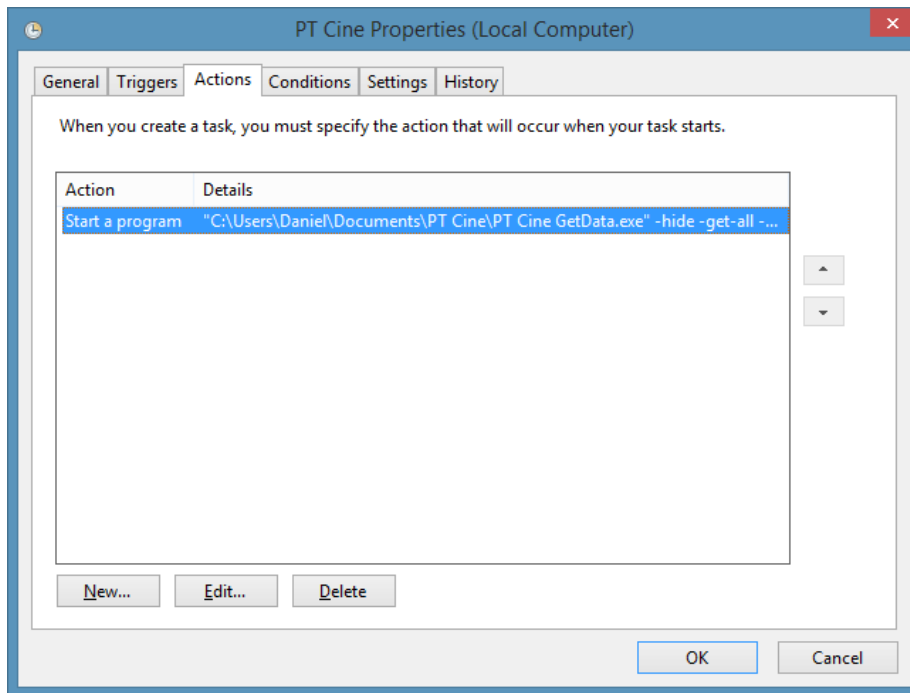 PT Cine Properties (Local Computer)
General Triggers Actions Conditions Settings History
When you create a task, you must specify the action that will occur when your task starts.
Action Details
Start a program "C:\Users\Daniel\Documents\PT Cine\PT Cine GetData.exe" -hide -get-all -...
New... Edit... Delete
OK Cancel